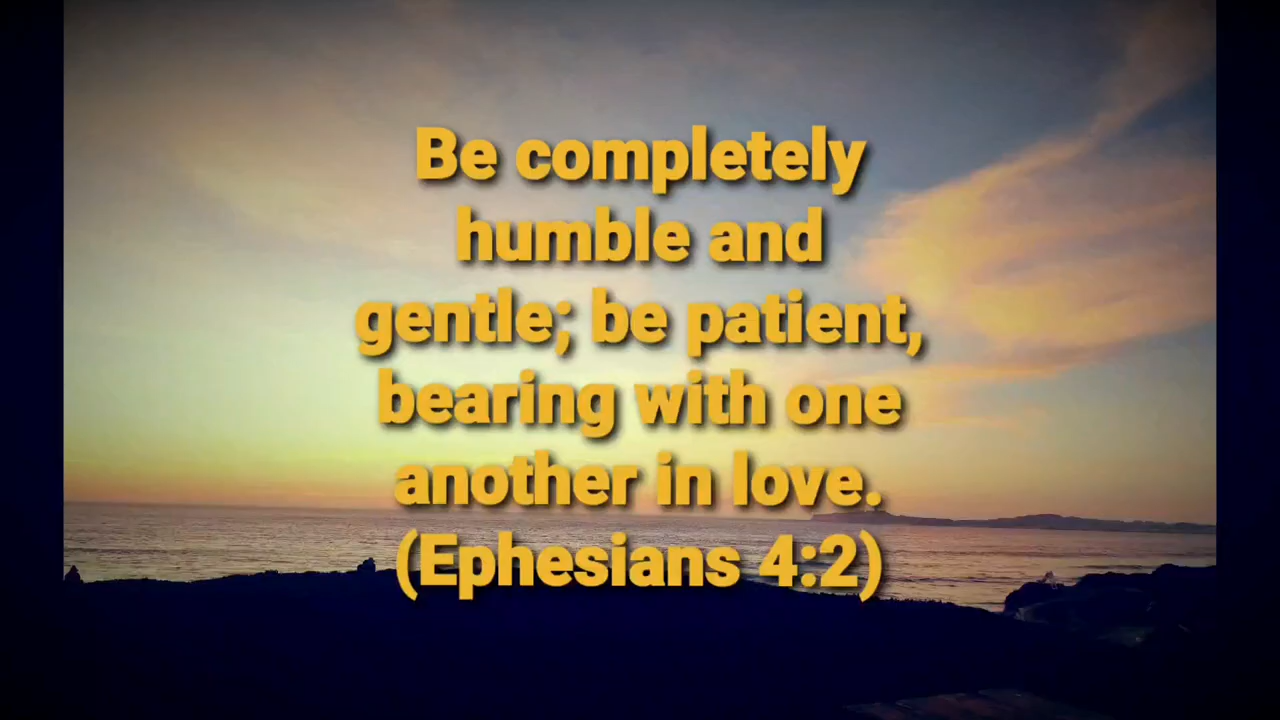 Be completely
humble and
gentle; be patient,
bearing with one
another in love.
(Ephesians 4:2)